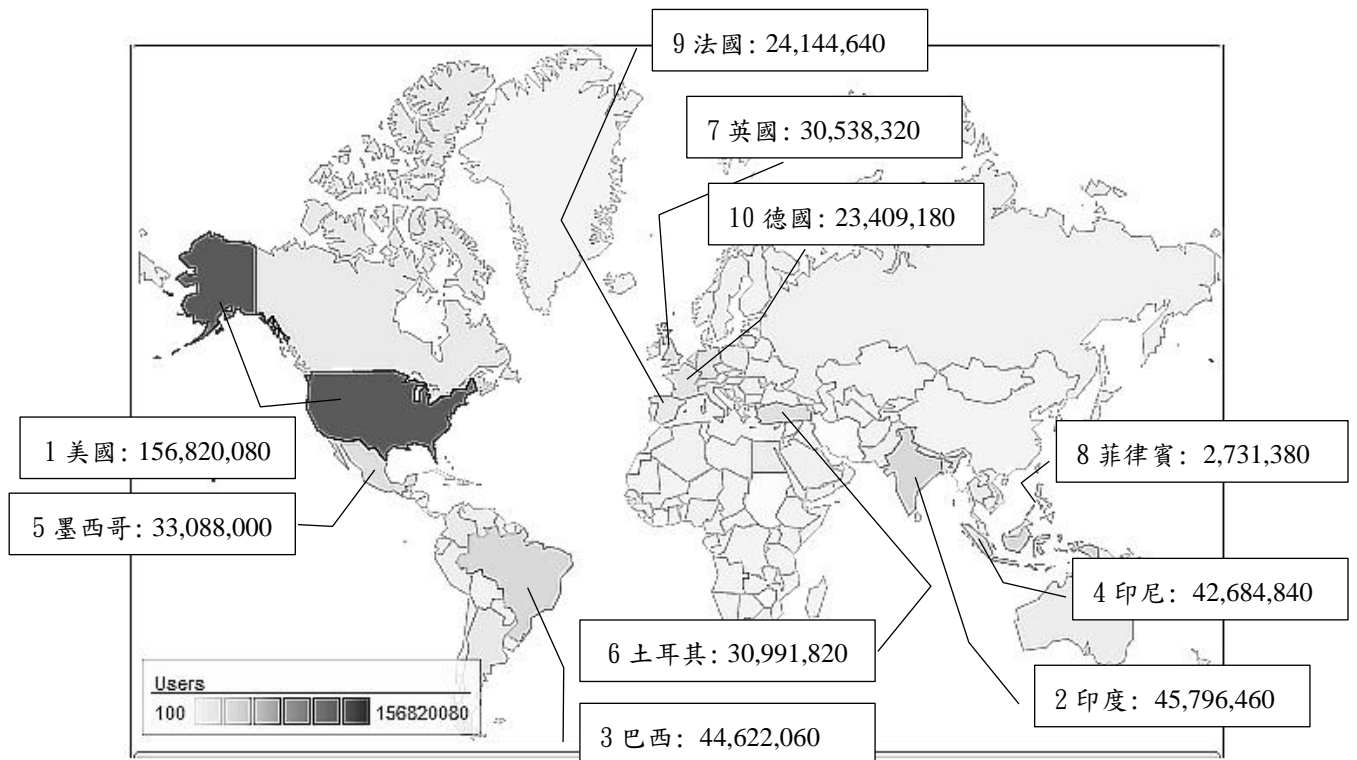 9 法國: 24,144,640
7 英國: 30,538,320
10 德國: 23,409,180
1 美國: 156,820,080
8 菲律賓: 2,731,380
5 墨西哥: 33,088,000
4 印尼: 42,684,840
6 土耳其: 30,991,820
2 印度: 45,796,460
3 巴西: 44,622,060
Users
100 156820080